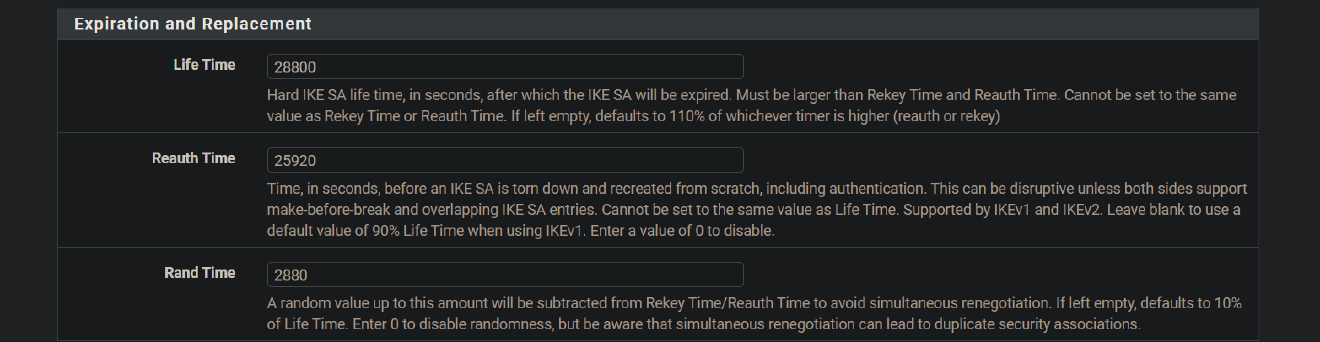 Expiration and Replacement
Life Time
28800
Hard IKE SA life time, in seconds, after which the IKE SA will be expired. Must be larger than Rekey Time and Reauth Time. Cannot be set to the same
value as Rekey Time or Reauth Time. If left empty, defaults to 110% of whichever timer is higher (reauth or rekey)
Reauth Time
25920
Time, in seconds, before an IKE SA is torn down and recreated from scratch, including authentication. This can be disruptive unless both sides support
make-before-break and overlapping IKE SA entries. Cannot be set to the same value as Life Time. Supported by IKEv1 and IKEv2. Leave blank to use a
default value of 90% Life Time when using IKEv1. Enter a value of 0 to disable.
Rand Time
2880
A random value up to this amount will be subtracted from Rekey Time/Reauth Time to avoid simultaneous renegotiation. If left empty, defaults to 10%
of Life Time. Enter 0 to disable randomness, but be aware that simultaneous renegotiation can lead to duplicate security associations.